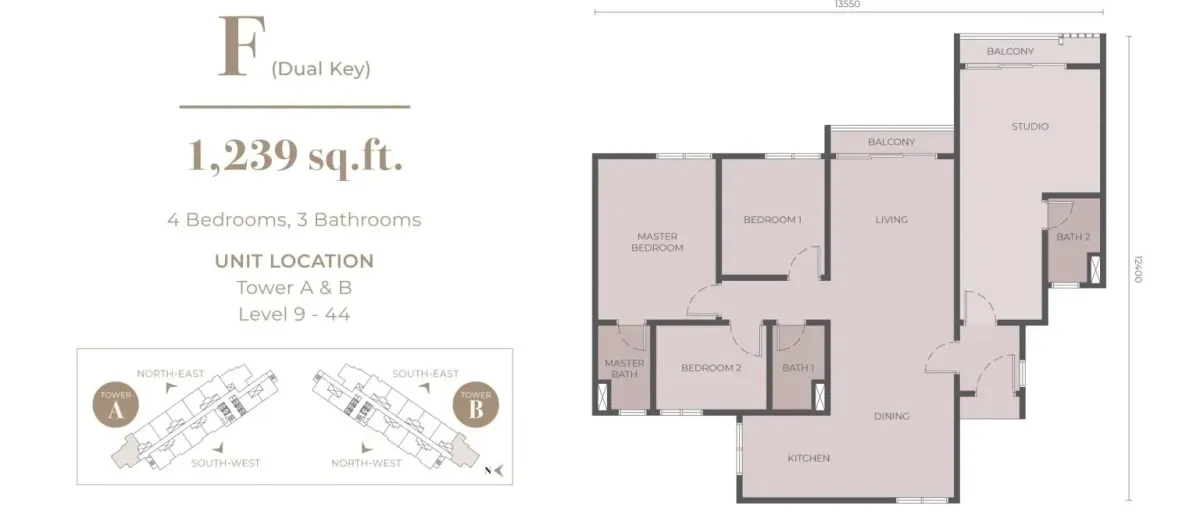 F (Dual Key)
1,239 sq.ft.
4 Bedrooms, 3 Bathrooms
UNIT LOCATION
Tower A & B
Level 9 - 44
NORTH-EAST
TOWER
A
SOUTH-WEST
SOUTH-EAST
TOWER
B
NORTH-WEST
N
13550
12400
BALCONY
STUDIO
BALCONY
BEDROOM 1
LIVING
MASTER
BEDROOM
BATH 2
MASTER
BATH
BEDROOM 2
BATH 1
DINING
KITCHEN